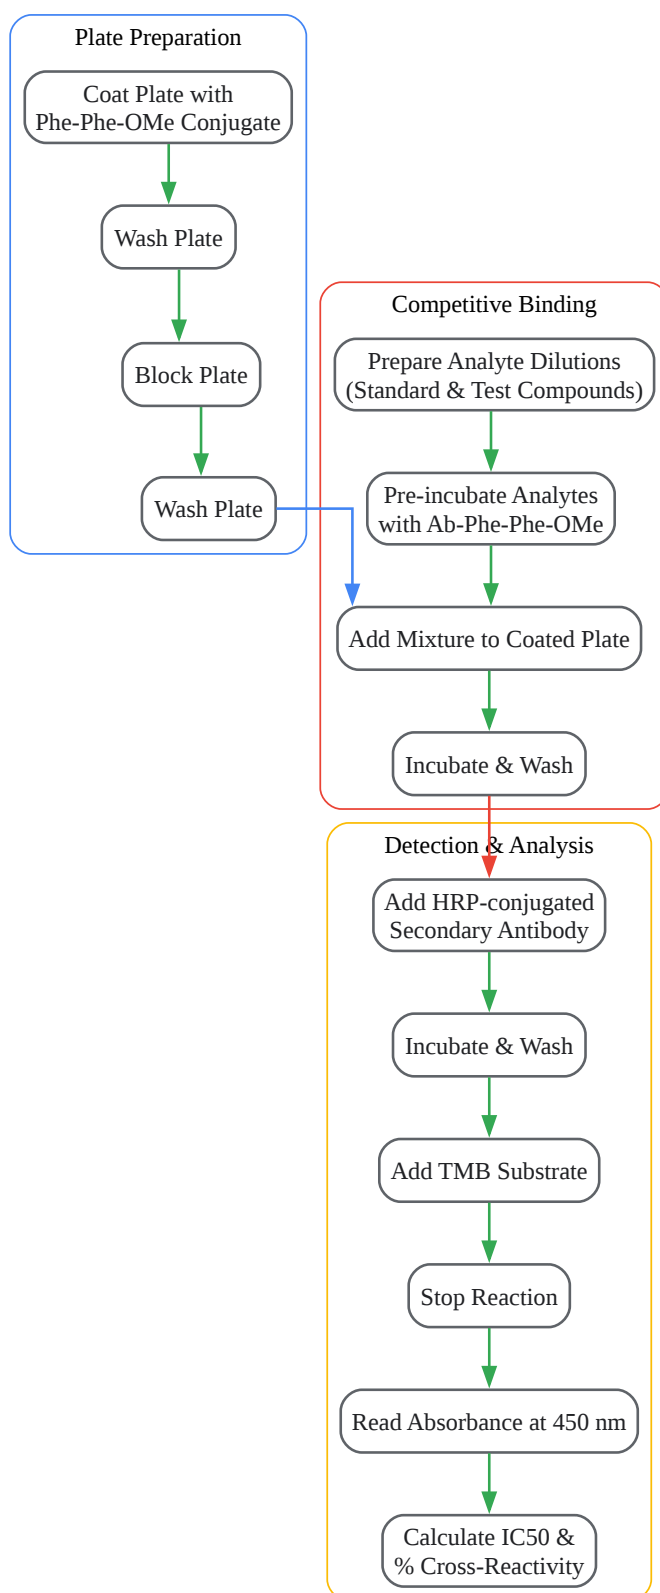 Plate Preparation
Coat Plate with
Phe-Phe-OMe Conjugate
Wash Plate
Block Plate
Wash Plate
Competitive Binding
Prepare Analyte Dilutions
(Standard & Test Compounds)
Pre-incubate Analytes
with Ab-Phe-Phe-OMe
Add Mixture to Coated Plate
Incubate & Wash
Detection & Analysis
Add HRP-conjugated
Secondary Antibody
Incubate & Wash
Add TMB Substrate
Stop Reaction
Read Absorbance at 450 nm
Calculate IC50 &
% Cross-Reactivity